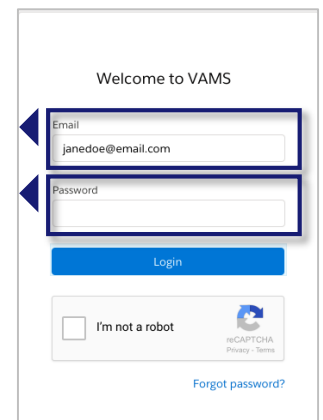 Welcome to VAMS
Email
janedoe@email.com
Password
Login
I'm not a robot
reCAPTCHA
Privacy - Terms
Forgot password?